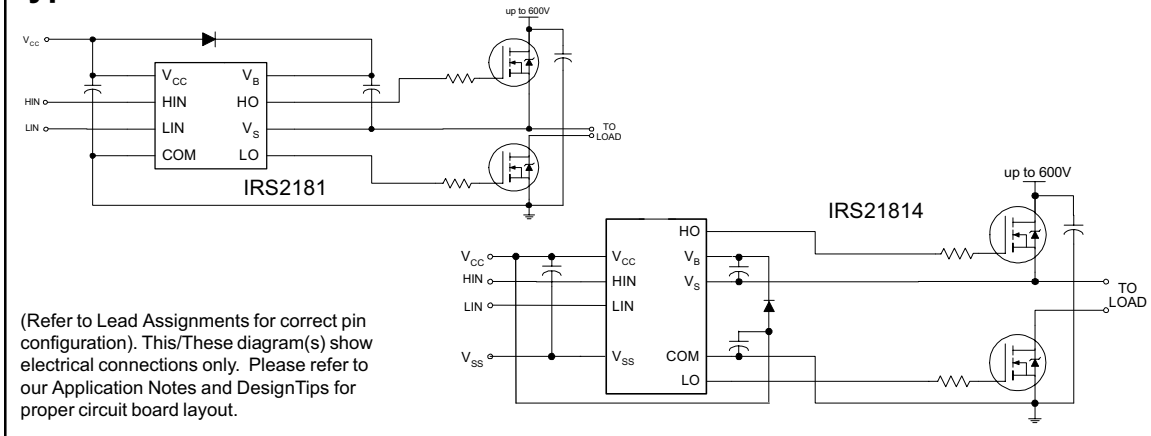 up to 600V
VCC
VCC
VB
HIN
HIN
HO
LIN
LIN
VS
TO
LOAD
COM
LO
IRS2181
up to 600V
IRS21814
HO
VCC
VCC
VB
HIN
HIN
VS
LIN
LIN
TO
LOAD
VSS
VSS
COM
LO
(Refer to Lead Assignments for correct pin
configuration). This/These diagram(s) show
electrical connections only. Please refer to
our Application Notes and DesignTips for
proper circuit board layout.